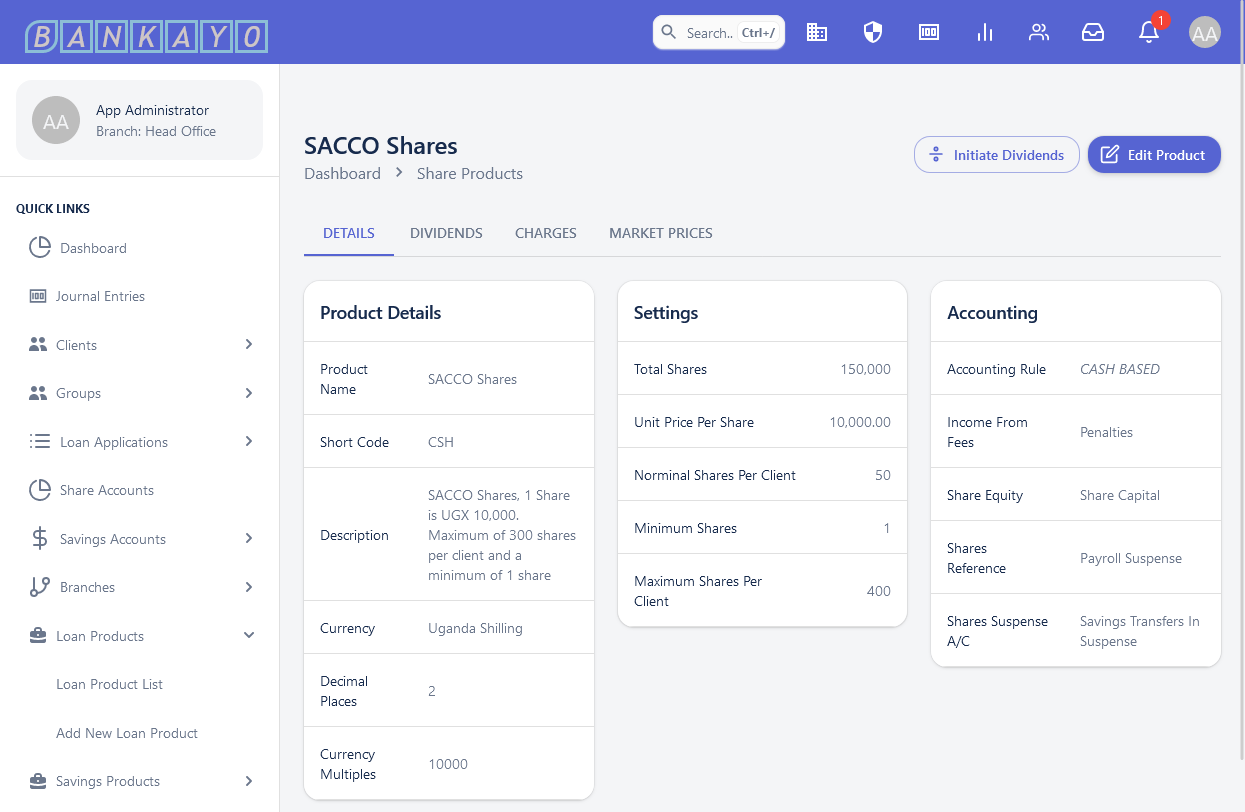 BANKAYO
Search.. Ctrl+/
1
AA
AA
App Administrator
Branch: Head Office
QUICK LINKS
Dashboard
Journal Entries
Clients
Groups
Loan Applications
Share Accounts
Savings Accounts
Branches
Loan Products
Loan Product List
Add New Loan Product
Savings Products
SACCO Shares
Dashboard > Share Products
Initiate Dividends
Edit Product
DETAILS
DIVIDENDS
CHARGES
MARKET PRICES
Product Details
Product
Name
SACCO Shares
Short Code
CSH
Description
SACCO Shares, 1 Share
is UGX 10,000.
Maximum of 300 shares
per client and a
minimum of 1 share
Currency
Uganda Shilling
Decimal
Places
2
Currency
Multiples
10000
Settings
Total Shares
150,000
Unit Price Per Share
10,000.00
Norminal Shares Per Client
50
Minimum Shares
1
Maximum Shares Per
Client
400
Accounting
Accounting Rule
CASH BASED
Income From
Fees
Penalties
Share Equity
Share Capital
Shares
Reference
Payroll Suspense
Shares Suspense
A/C
Savings Transfers In
Suspense